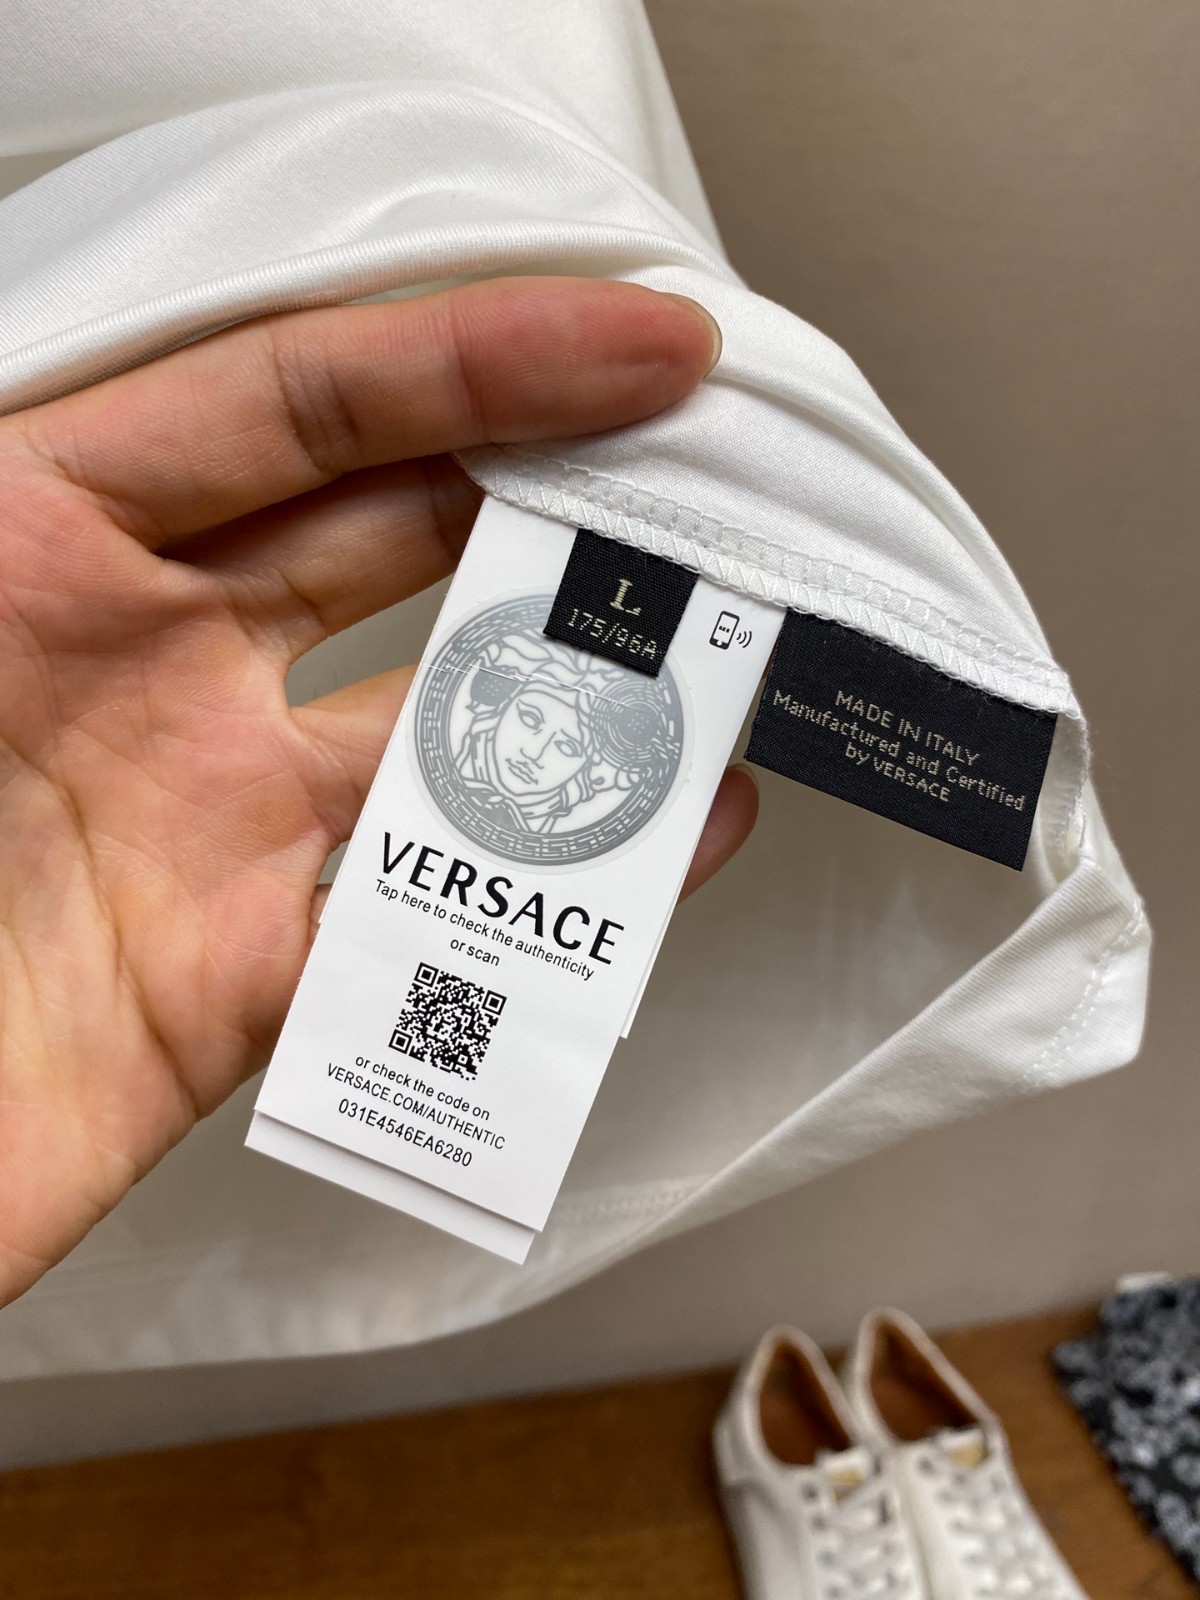 L
175/96A
MADE IN ITALY
Manufactured and Certified
by VERSACE
VERSACE
Tap here to check the authenticity
or scan
or check the code on
VERSACE.COM/AUTHENTIC
031E4546EA6280